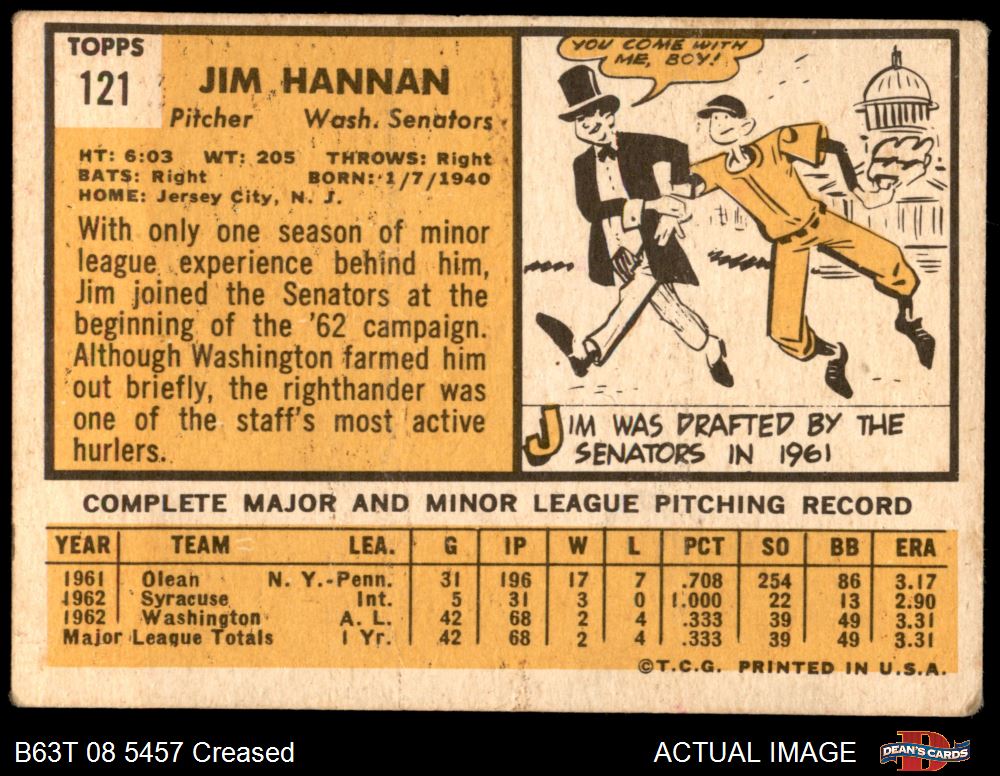 TOPPS
121
JIM HANNAN
Pitcher Wash. Senators
HT: 6:03 WT: 205 THROWS: Right
BATS: Right BORN: 1/7/1940
HOME: Jersey City, N. J.
With only one season of minor
league experience behind him,
Jim joined the Senators at the
beginning of the '62 campaign.
Although Washington farmed him
out briefly, the righthander was
one of the staff's most active
hurlers.
YOU COME WITH
ME, BOY!
JIM WAS DRAFTED BY THE
SENATORS IN 1961
COMPLETE MAJOR AND MINOR LEAGUE PITCHING RECORD
YEAR TEAM LEA. G IP W L PCT SO BB ERA
1961 Olean N. Y.-Penn. 31 196 17 7 .708 254 86 3.17
1962 Syracuse Int. 5 31 3 0 1.000 22 13 2.90
1962 Washington A. L. 42 68 2 4 .333 39 49 3.31
Major League Totals 1 Yr. 42 68 2 4 .333 39 49 3.31
©T.C.G. PRINTED IN U.S.A.
B63T 08 5457 Creased
ACTUAL IMAGE
D
DEAN'S CARDS